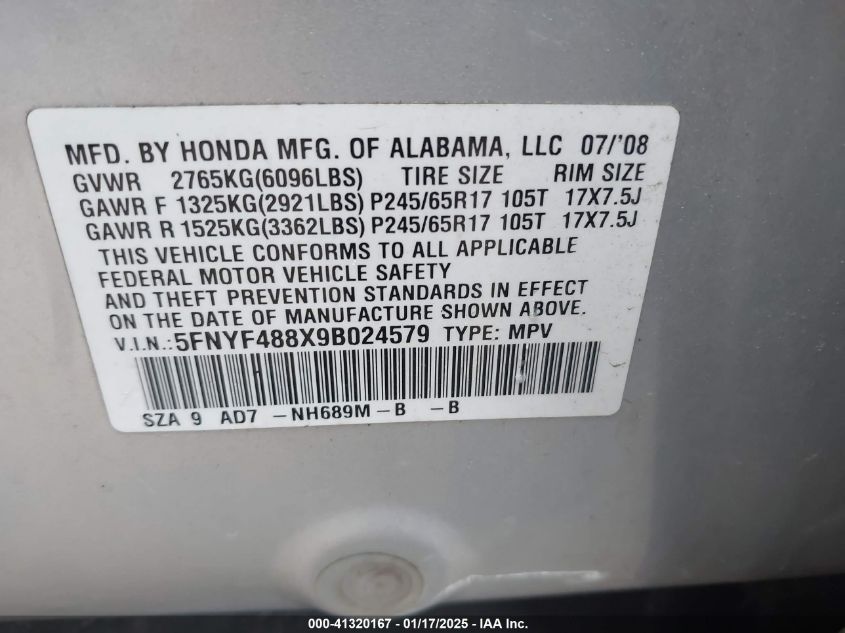 MFD. BY HONDA MFG. OF ALABAMA, LLC 07/'08
GVWR 2765KG(6096LBS) TIRE SIZE RIM SIZE
GAWR F 1325KG(2921LBS) P245/65R17 105T 17X7.5J
GAWR R 1525KG(3362LBS) P245/65R17 105T 17X7.5J
THIS VEHICLE CONFORMS TO ALL APPLICABLE
FEDERAL MOTOR VEHICLE SAFETY
AND THEFT PREVENTION STANDARDS IN EFFECT
ON THE DATE OF MANUFACTURE SHOWN ABOVE.
V.I.N.:5FNYF488X9B024579 TYPE: MPV
SZA 9 AD7 -NH689M-B -B
000-41320167 - 01/17/2025 - IAA Inc.